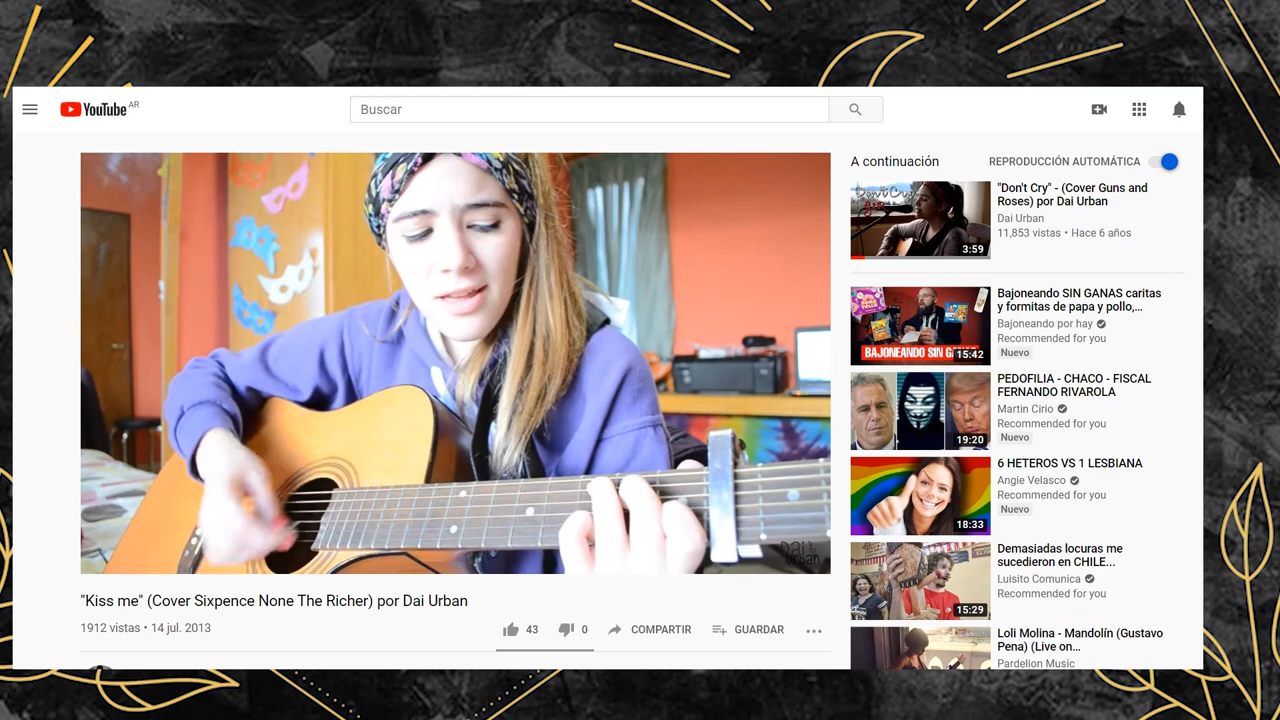 YouTube AR
Buscar
A continuación
REPRODUCCIÓN AUTOMÁTICA
Dai
Urban
"Kiss me" (Cover Sixpence None The Richer) por Dai Urban
1912 vistas • 14 jul. 2013
43
0
COMPARTIR
GUARDAR
Don't Cry
3:59
"Don't Cry" - (Cover Guns and
Roses) por Dai Urban
Dai Urban
11,853 vistas • Hace 6 años
BAJONEANDO SIN
15:42
Bajoneando SIN GANAS caritas
y formitas de papa y pollo,...
Bajoneando por hay
Recommended for you
Nuevo
19:20
PEDOFILIA - CHACO - FISCAL
FERNANDO RIVAROLA
Martin Cirio
Recommended for you
Nuevo
18:33
6 HETEROS VS 1 LESBIANA
Angie Velasco
Recommended for you
Nuevo
15:29
Demasiadas locuras me
sucedieron en CHILE...
Luisito Comunica
Recommended for you
Loli Molina - Mandolín (Gustavo
Pena) (Live on...
Pardelion Music